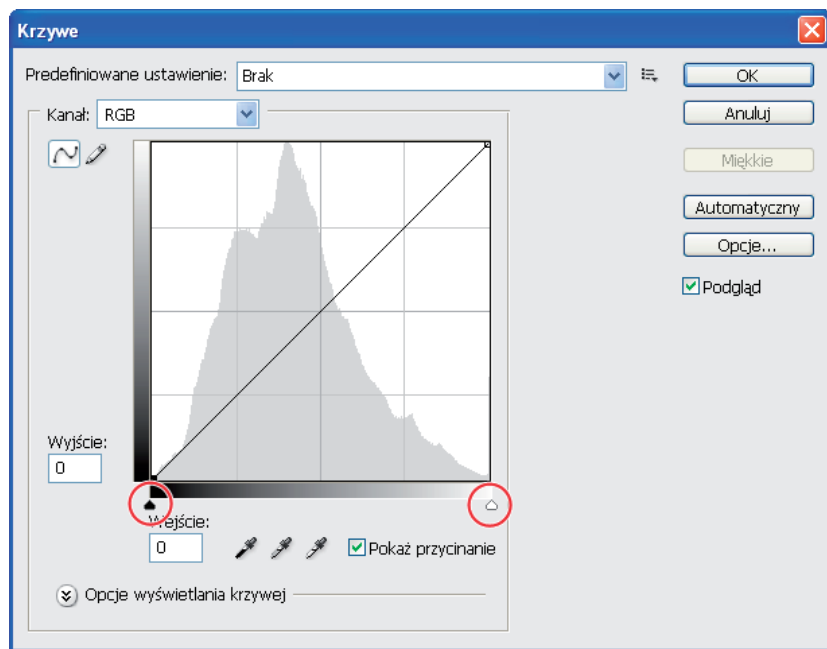 Krzywe
Predefiniowane ustawienie: Brak
OK
Kanał: RGB
Anuluj
Miękkie
Automatyczny
Opcje...
Podgląd
Wyjście:
0
Wejście:
0
Pokaż przycinanie
Opcje wyświetlania krzywej